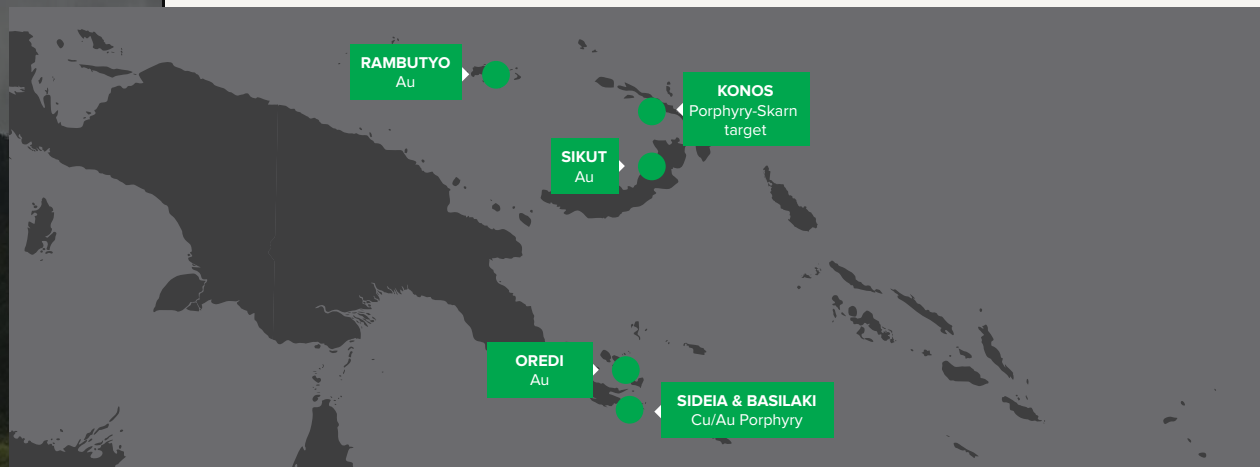 RAMBUTYO
Au
KONOS
Porphyry-Skarn
target
SIKUT
Au
OREDI
Au
SIDEIA & BASILAKI
Cu/Au Porphyry